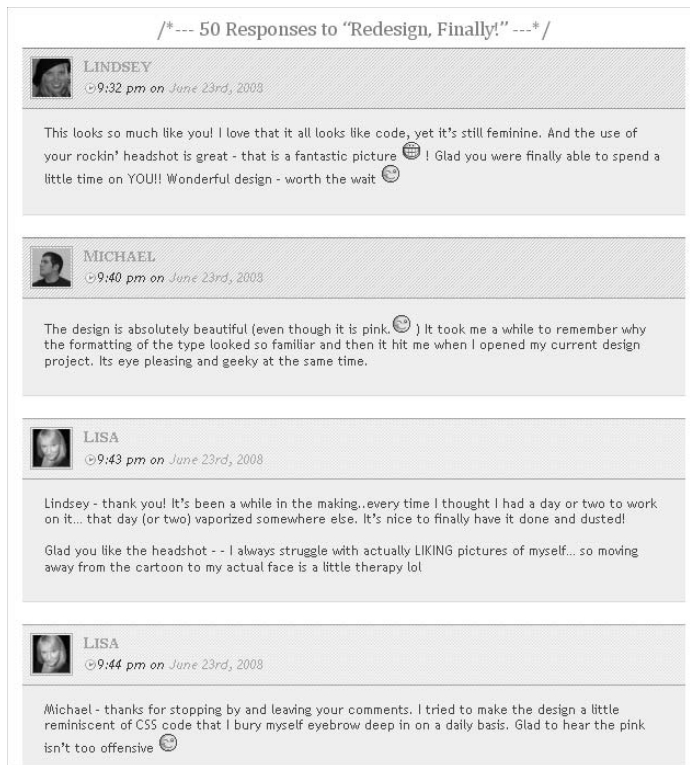 /*--- 50 Responses to “Redesign, Finally!” ---*/
LINDSEY
9:32 pm on June 23rd, 2008
This looks so much like you! I love that it all looks like code, yet it's still feminine. And the use of
your rockin' headshot is great - that is a fantastic picture ! Glad you were finally able to spend a
little time on YOU!! Wonderful design - worth the wait
MICHAEL
9:40 pm on June 23rd, 2008
The design is absolutely beautiful (even though it is pink. ) It took me a while to remember why
the formatting of the type looked so familiar and then it hit me when I opened my current design
project. Its eye pleasing and geeky at the same time.
LISA
9:43 pm on June 23rd, 2008
Lindsey - thank you! It's been a while in the making..every time I thought I had a day or two to work
on it... that day (or two) vaporized somewhere else. It's nice to finally have it done and dusted!
Glad you like the headshot - - I always struggle with actually LIKING pictures of myself... so moving
away from the cartoon to my actual face is a little therapy lol
LISA
9:44 pm on June 23rd, 2008
Michael - thanks for stopping by and leaving your comments. I tried to make the design a little
reminiscent of CSS code that I bury myself eyebrow deep in on a daily basis. Glad to hear the pink
isn't too offensive